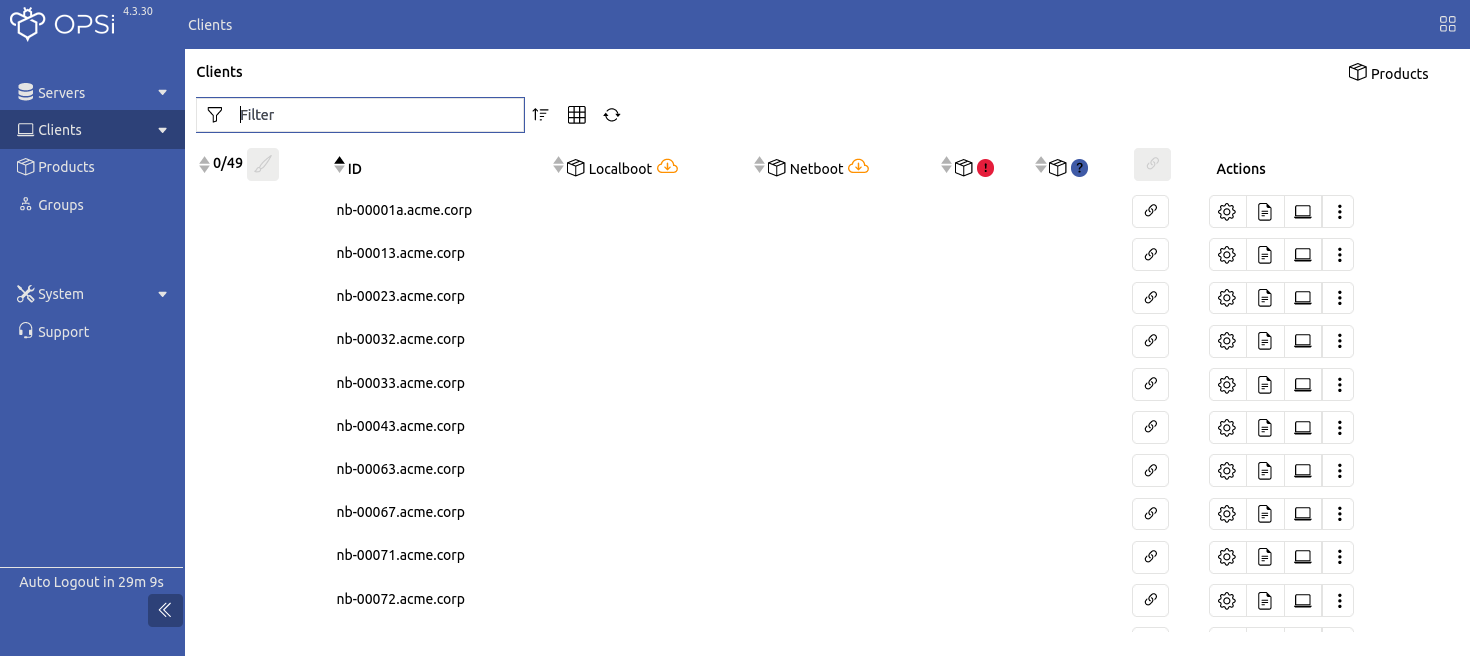 OPSi 4.3.30
Clients
Servers
Clients
Products
Groups
System
Support
Auto Logout in 29m 9s
Clients
Products
Filter
0/49 ID Localboot Netboot ! ? Actions
nb-00001a.acme.corp
nb-00013.acme.corp
nb-00023.acme.corp
nb-00032.acme.corp
nb-00033.acme.corp
nb-00043.acme.corp
nb-00063.acme.corp
nb-00067.acme.corp
nb-00071.acme.corp
nb-00072.acme.corp